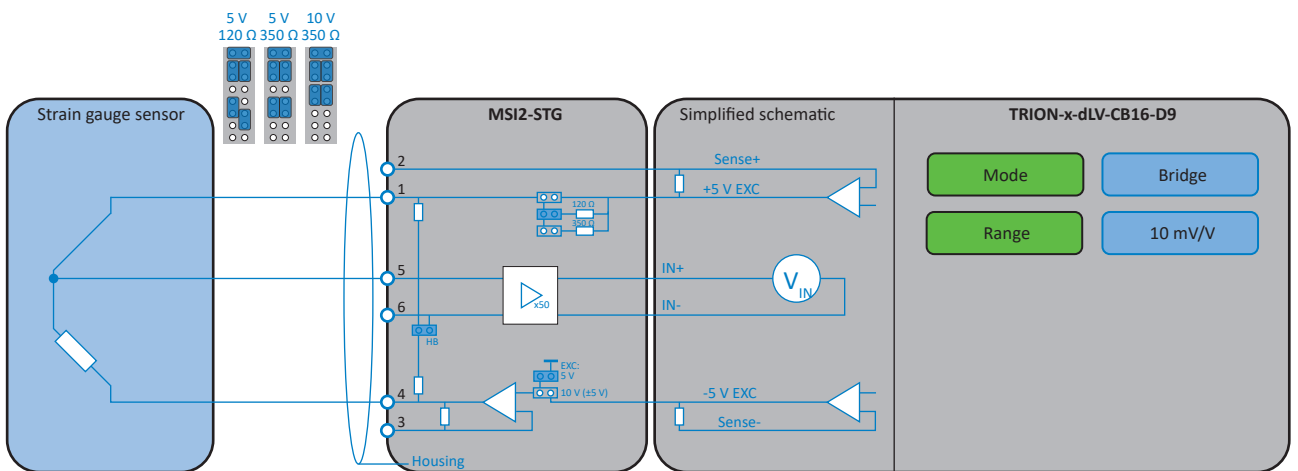 5 V 5 V 10 V
120 Ω 350 Ω 350 Ω
Strain gauge sensor
MSI2-STG
Simplified schematic
TRION-x-dLV-CB16-D9
2
Sense+
Mode
Bridge
1
+5 V EXC
120 Ω
350 Ω
Range
10 mV/V
5
IN+
V IN
x50
6
IN-
HB
EXC:
5 V
4
10 V (±5 V)
-5 V EXC
3
Sense-
Housing